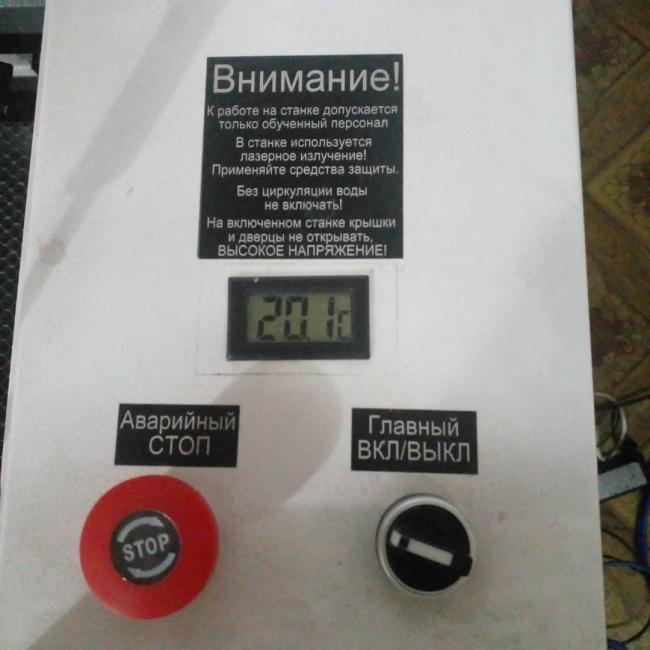 Внимание!
К работе на станке допускается
только обученный персонал
В станке используется
лазерное излучение!
Применяйте средства защиты.
Без циркуляции воды
не включать!
На включенном станке крышки
и дверцы не открывать,
ВЫСОКОЕ НАПРЯЖЕНИЕ!
20.1c
Аварийный
СТОП
Главный
ВКЛ/ВЫКЛ
STOP